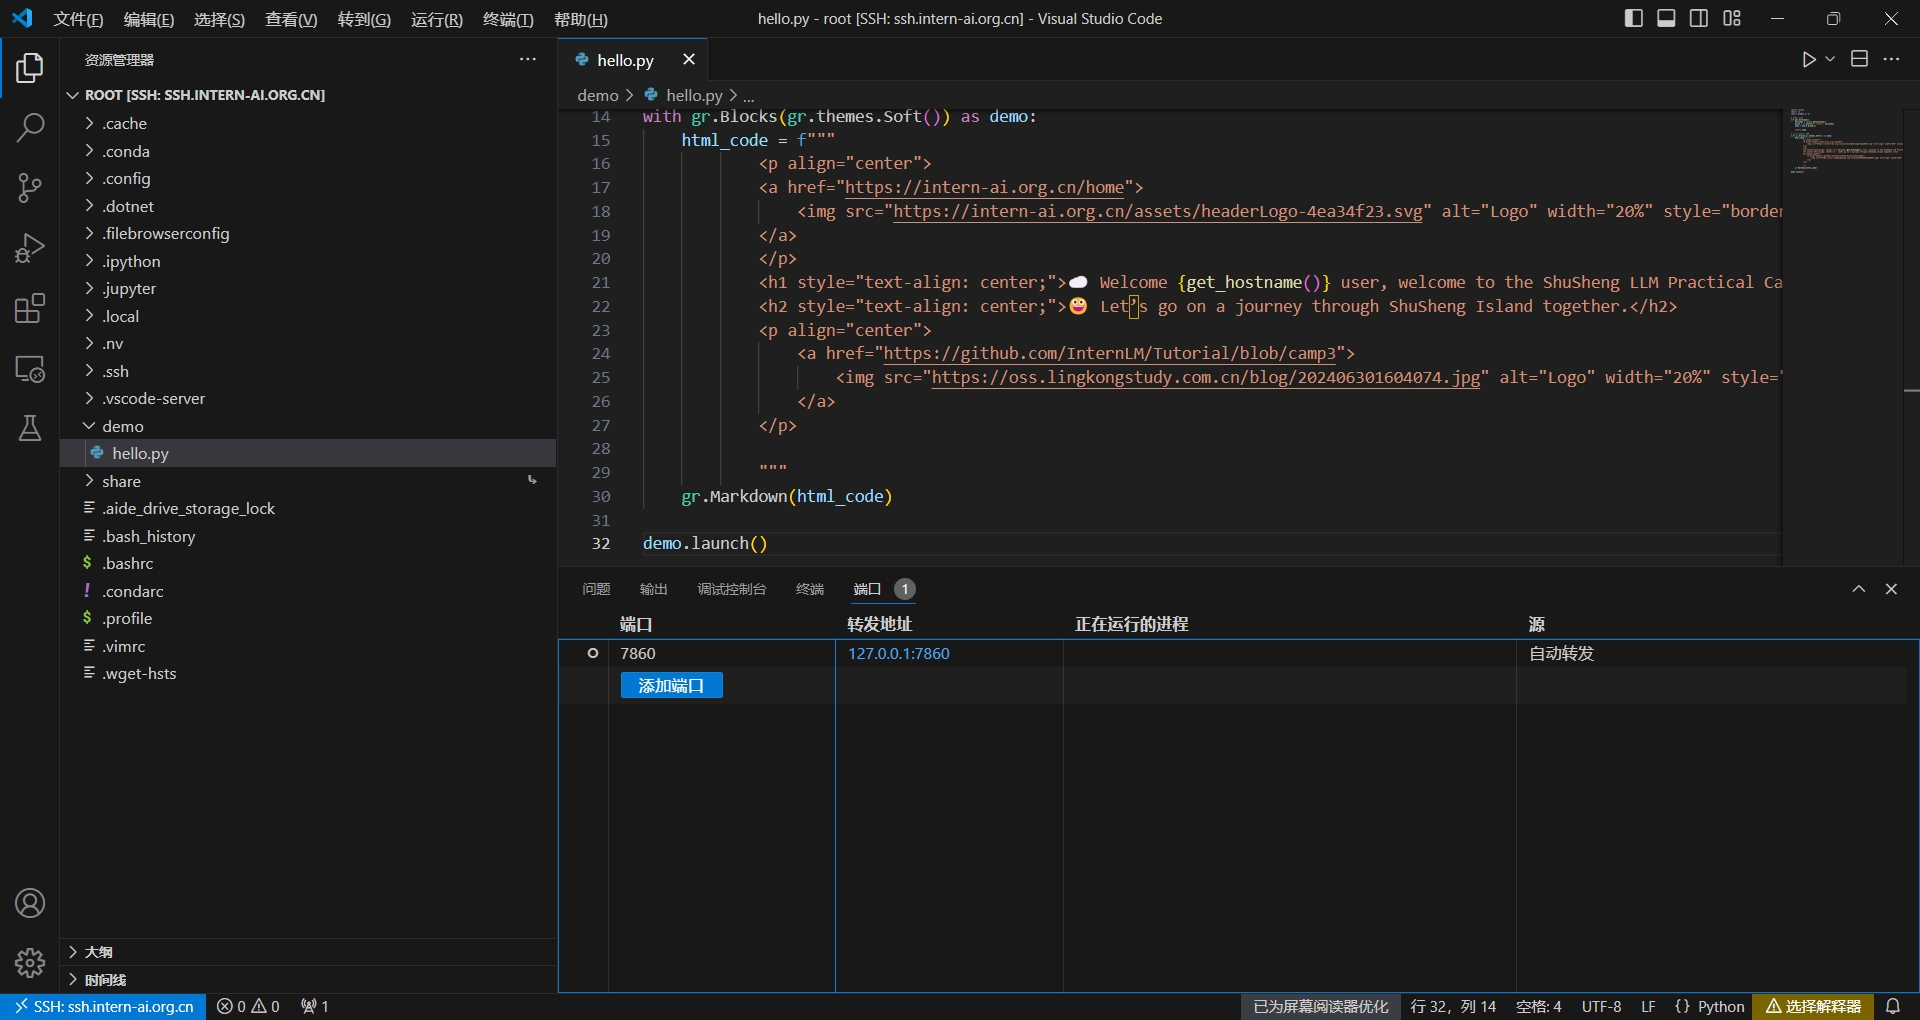 文件(F) 编辑(E) 选择(S) 查看(V) 转到(G) 运行(R) 终端(T) 帮助(H) hello.py - root [SSH: ssh.intern-ai.org.cn] - Visual Studio Code
资源管理器
ROOT [SSH: SSH.INTERN-AI.ORG.CN]
.cache
.conda
.config
.dotnet
.filebrowserconfig
.ipython
.jupyter
.local
.nv
.ssh
.vscode-server
demo
hello.py
share
.aide_drive_storage_lock
.bash_history
.bashrc
.condarc
.profile
.vimrc
.wget-hsts
大纲
时间线
hello.py
demo > hello.py > ...
14 with gr.Blocks(gr.themes.Soft()) as demo:
15 html_code = f"""
16 <p align="center">
17 <a href="https://intern-ai.org.cn/home">
18 <img src="https://intern-ai.org.cn/assets/headerLogo-4ea34f23.svg" alt="Logo" width="20%" style="border
19 </a>
20 </p>
21 <h1 style="text-align: center;">☁️ Welcome {get_hostname()} user, welcome to the ShuSheng LLM Practical Ca
22 <h2 style="text-align: center;">😀 Let’s go on a journey through ShuSheng Island together.</h2>
23 <p align="center">
24 <a href="https://github.com/InternLM/Tutorial/blob/camp3">
25 <img src="https://oss.lingkongstudy.com.cn/blog/202406301604074.jpg" alt="Logo" width="20%" style='
26 </a>
27 </p>
28
29 """
30 gr.Markdown(html_code)
31
32 demo.launch()
问题 输出 调试控制台 终端 端口 1
端口 转发地址 正在运行的进程 源
7860 127.0.0.1:7860 自动转发
添加端口
SSH: ssh.intern-ai.org.cn 0 0 1 已为屏幕阅读器优化 行 32，列 14 空格: 4 UTF-8 LF {} Python 选择解释器